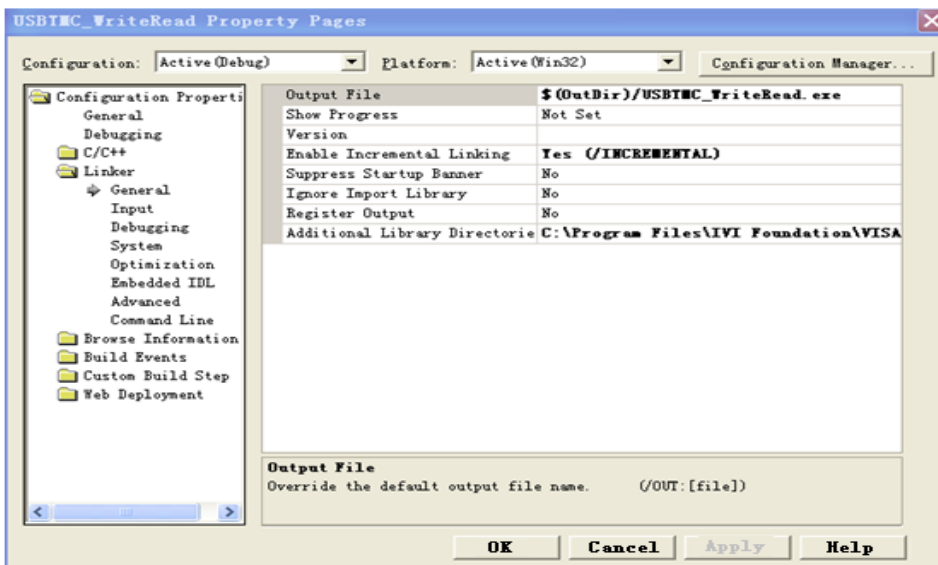 USBTMC_WriteRead Property Pages
Configuration: Active(Debug) Platform: Active(Win32) Configuration Manager...
Configuration Properti
General
Debugging
C/C++
Linker
General
Input
Debugging
System
Optimization
Embedded IDL
Advanced
Command Line
Browse Information
Build Events
Custom Build Step
Web Deployment
Output File $(OutDir)/USBTMC_WriteRead.exe
Show Progress Not Set
Version
Enable Incremental Linking Yes (/INCREMENTAL)
Suppress Startup Banner No
Ignore Import Library No
Register Output No
Additional Library Directorie C:\Program Files\IVI Foundation\VISA
Output File
Override the default output file name. (/OUT:[file])
OK Cancel Apply Help